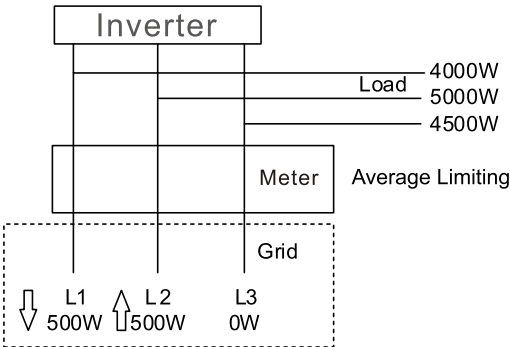 Inverter
4000W
Load
5000W
4500W
Meter
Average Limiting
Grid
L1 L2 L3
500W 500W 0W